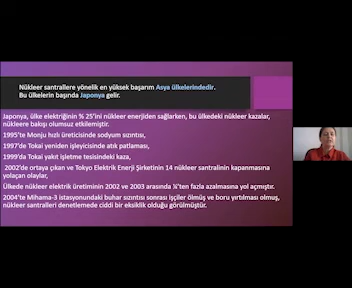 Nükleer santrallere yönelik en yüksek başarım Asya ülkelerindedir.
Bu ülkelerin başında Japonya gelir.
Japonya, ülke elektriğinin % 25'ini nükleer enerjiden sağlarken, bu ülkedeki nükleer kazalar,
nükleere bakışı olumsuz etkilemiştir.
1995'te Monju hızlı üreticisinde sodyum sızıntısı,
1997'de Tokai yeniden işleyicisinde atık patlaması,
1999'da Tokai yakıt işletme tesisindeki kaza,
2002'de ortaya çıkan ve Tokyo Elektrik Enerji Şirketinin 14 nükleer santralinin kapanmasına
yolaçan olaylar,
Ülkede nükleer elektrik üretiminin 2002 ve 2003 arasında ¼'ten fazla azalmasına yol açmıştır.
2004'te Mihama-3 istasyonundaki buhar sızıntısı sonrası işçiler ölmüş ve boru yırtılması olmuş,
nükleer santralleri denetlemede ciddi bir eksiklik olduğu görülmüştür.